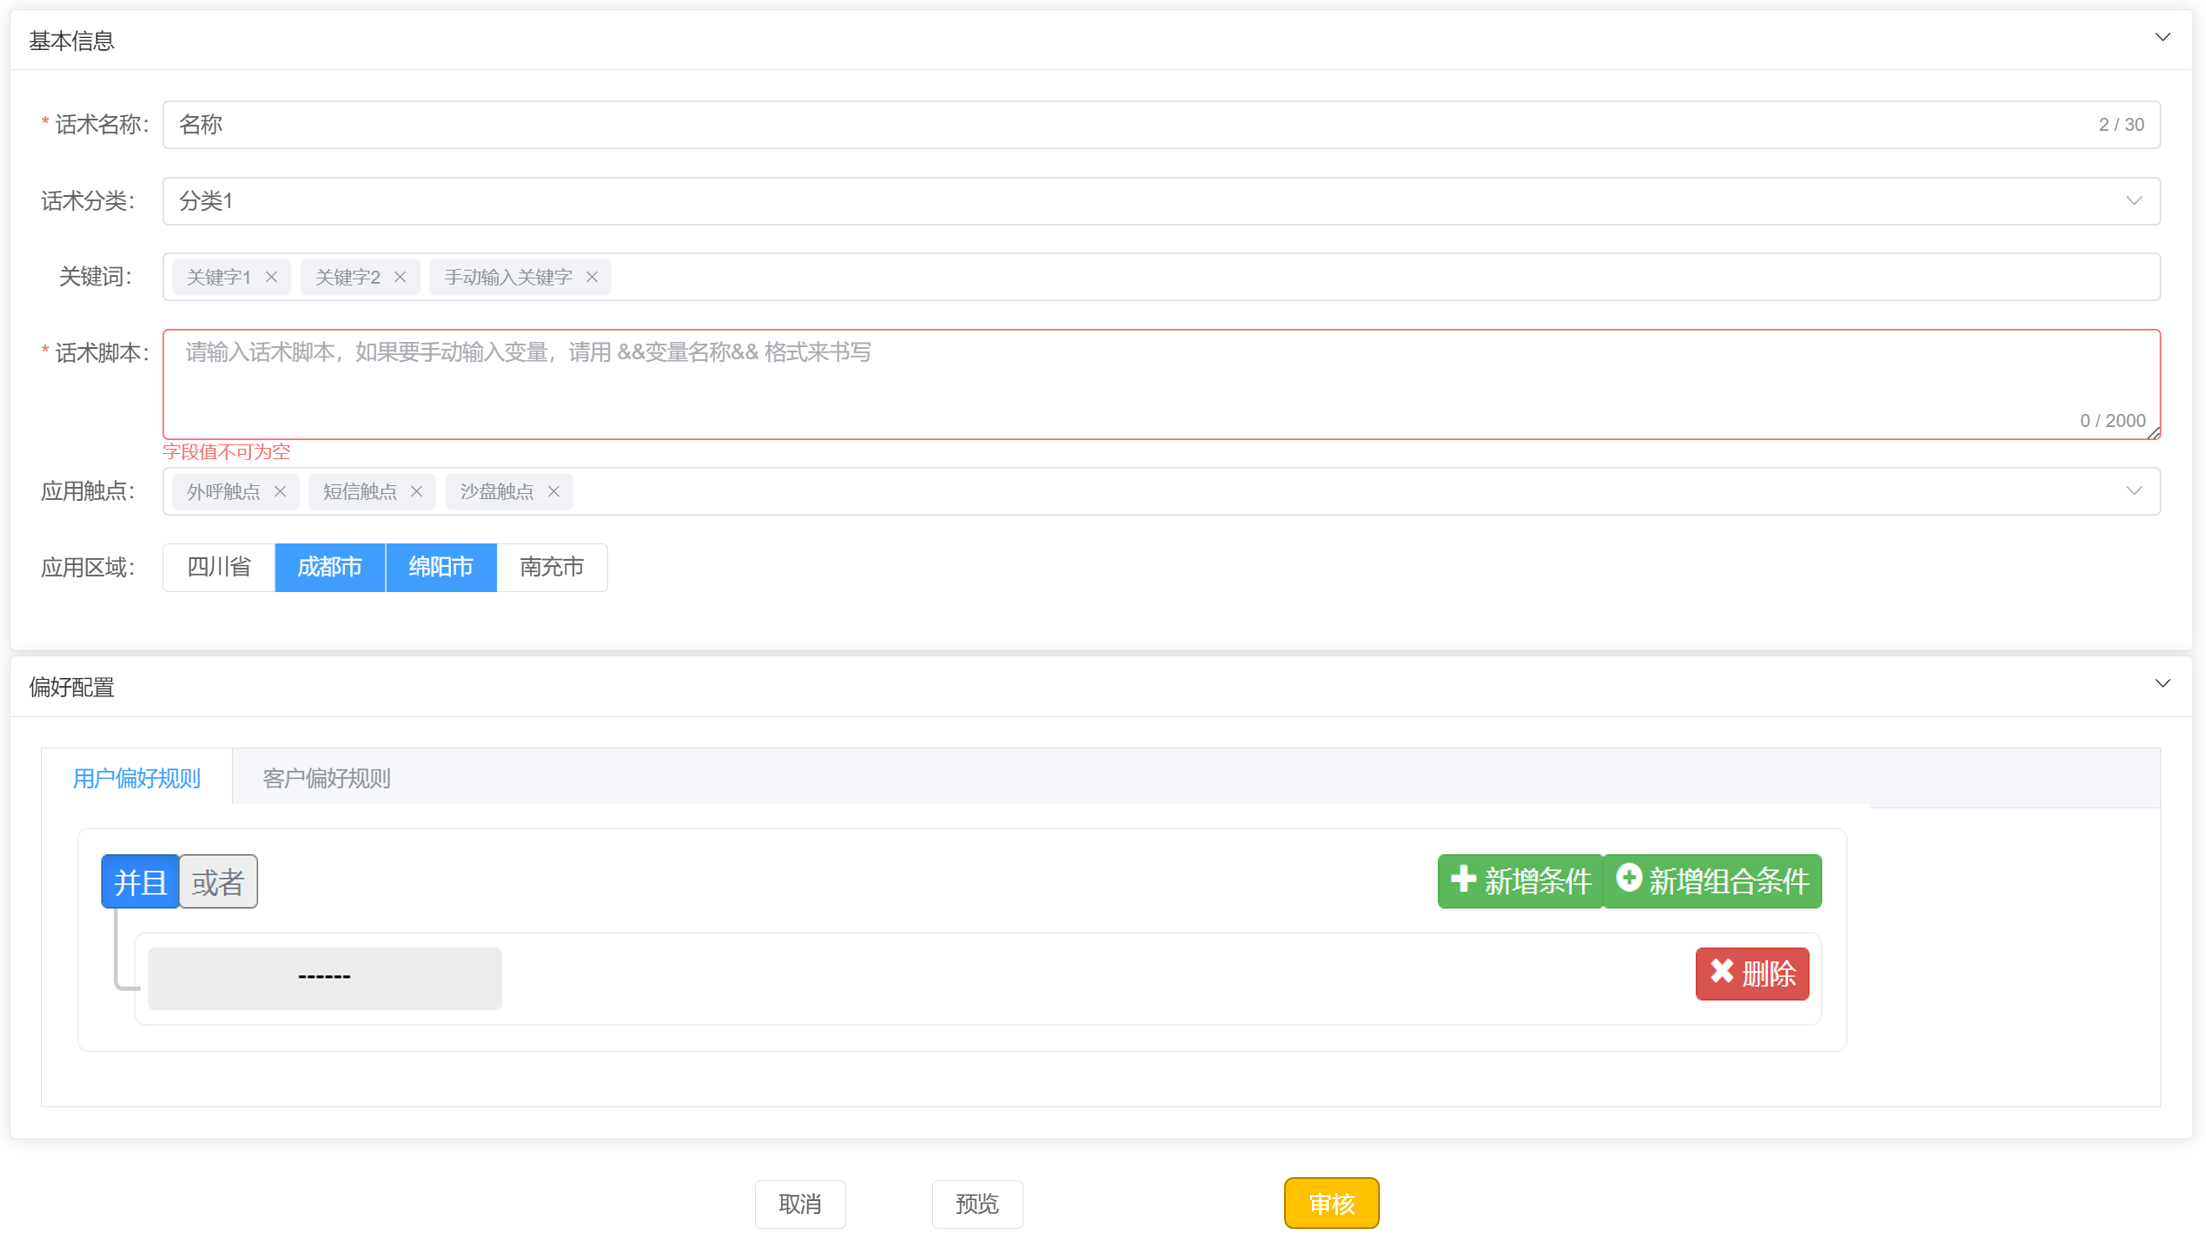 基本信息
* 话术名称： 名称 2 / 30
话术分类： 分类1
关键词： 关键字1 × 关键字2 × 手动输入关键字 ×
* 话术脚本： 请输入话术脚本，如果要手动输入变量，请用 &&变量名称&& 格式来书写
0 / 2000
字段值不可为空
应用触点： 外呼触点 × 短信触点 × 沙盘触点 ×
应用区域： 四川省 成都市 绵阳市 南充市
偏好配置
用户偏好规则 客户偏好规则
并且 或者 新增条件 新增组合条件
------ 删除
取消 预览 审核